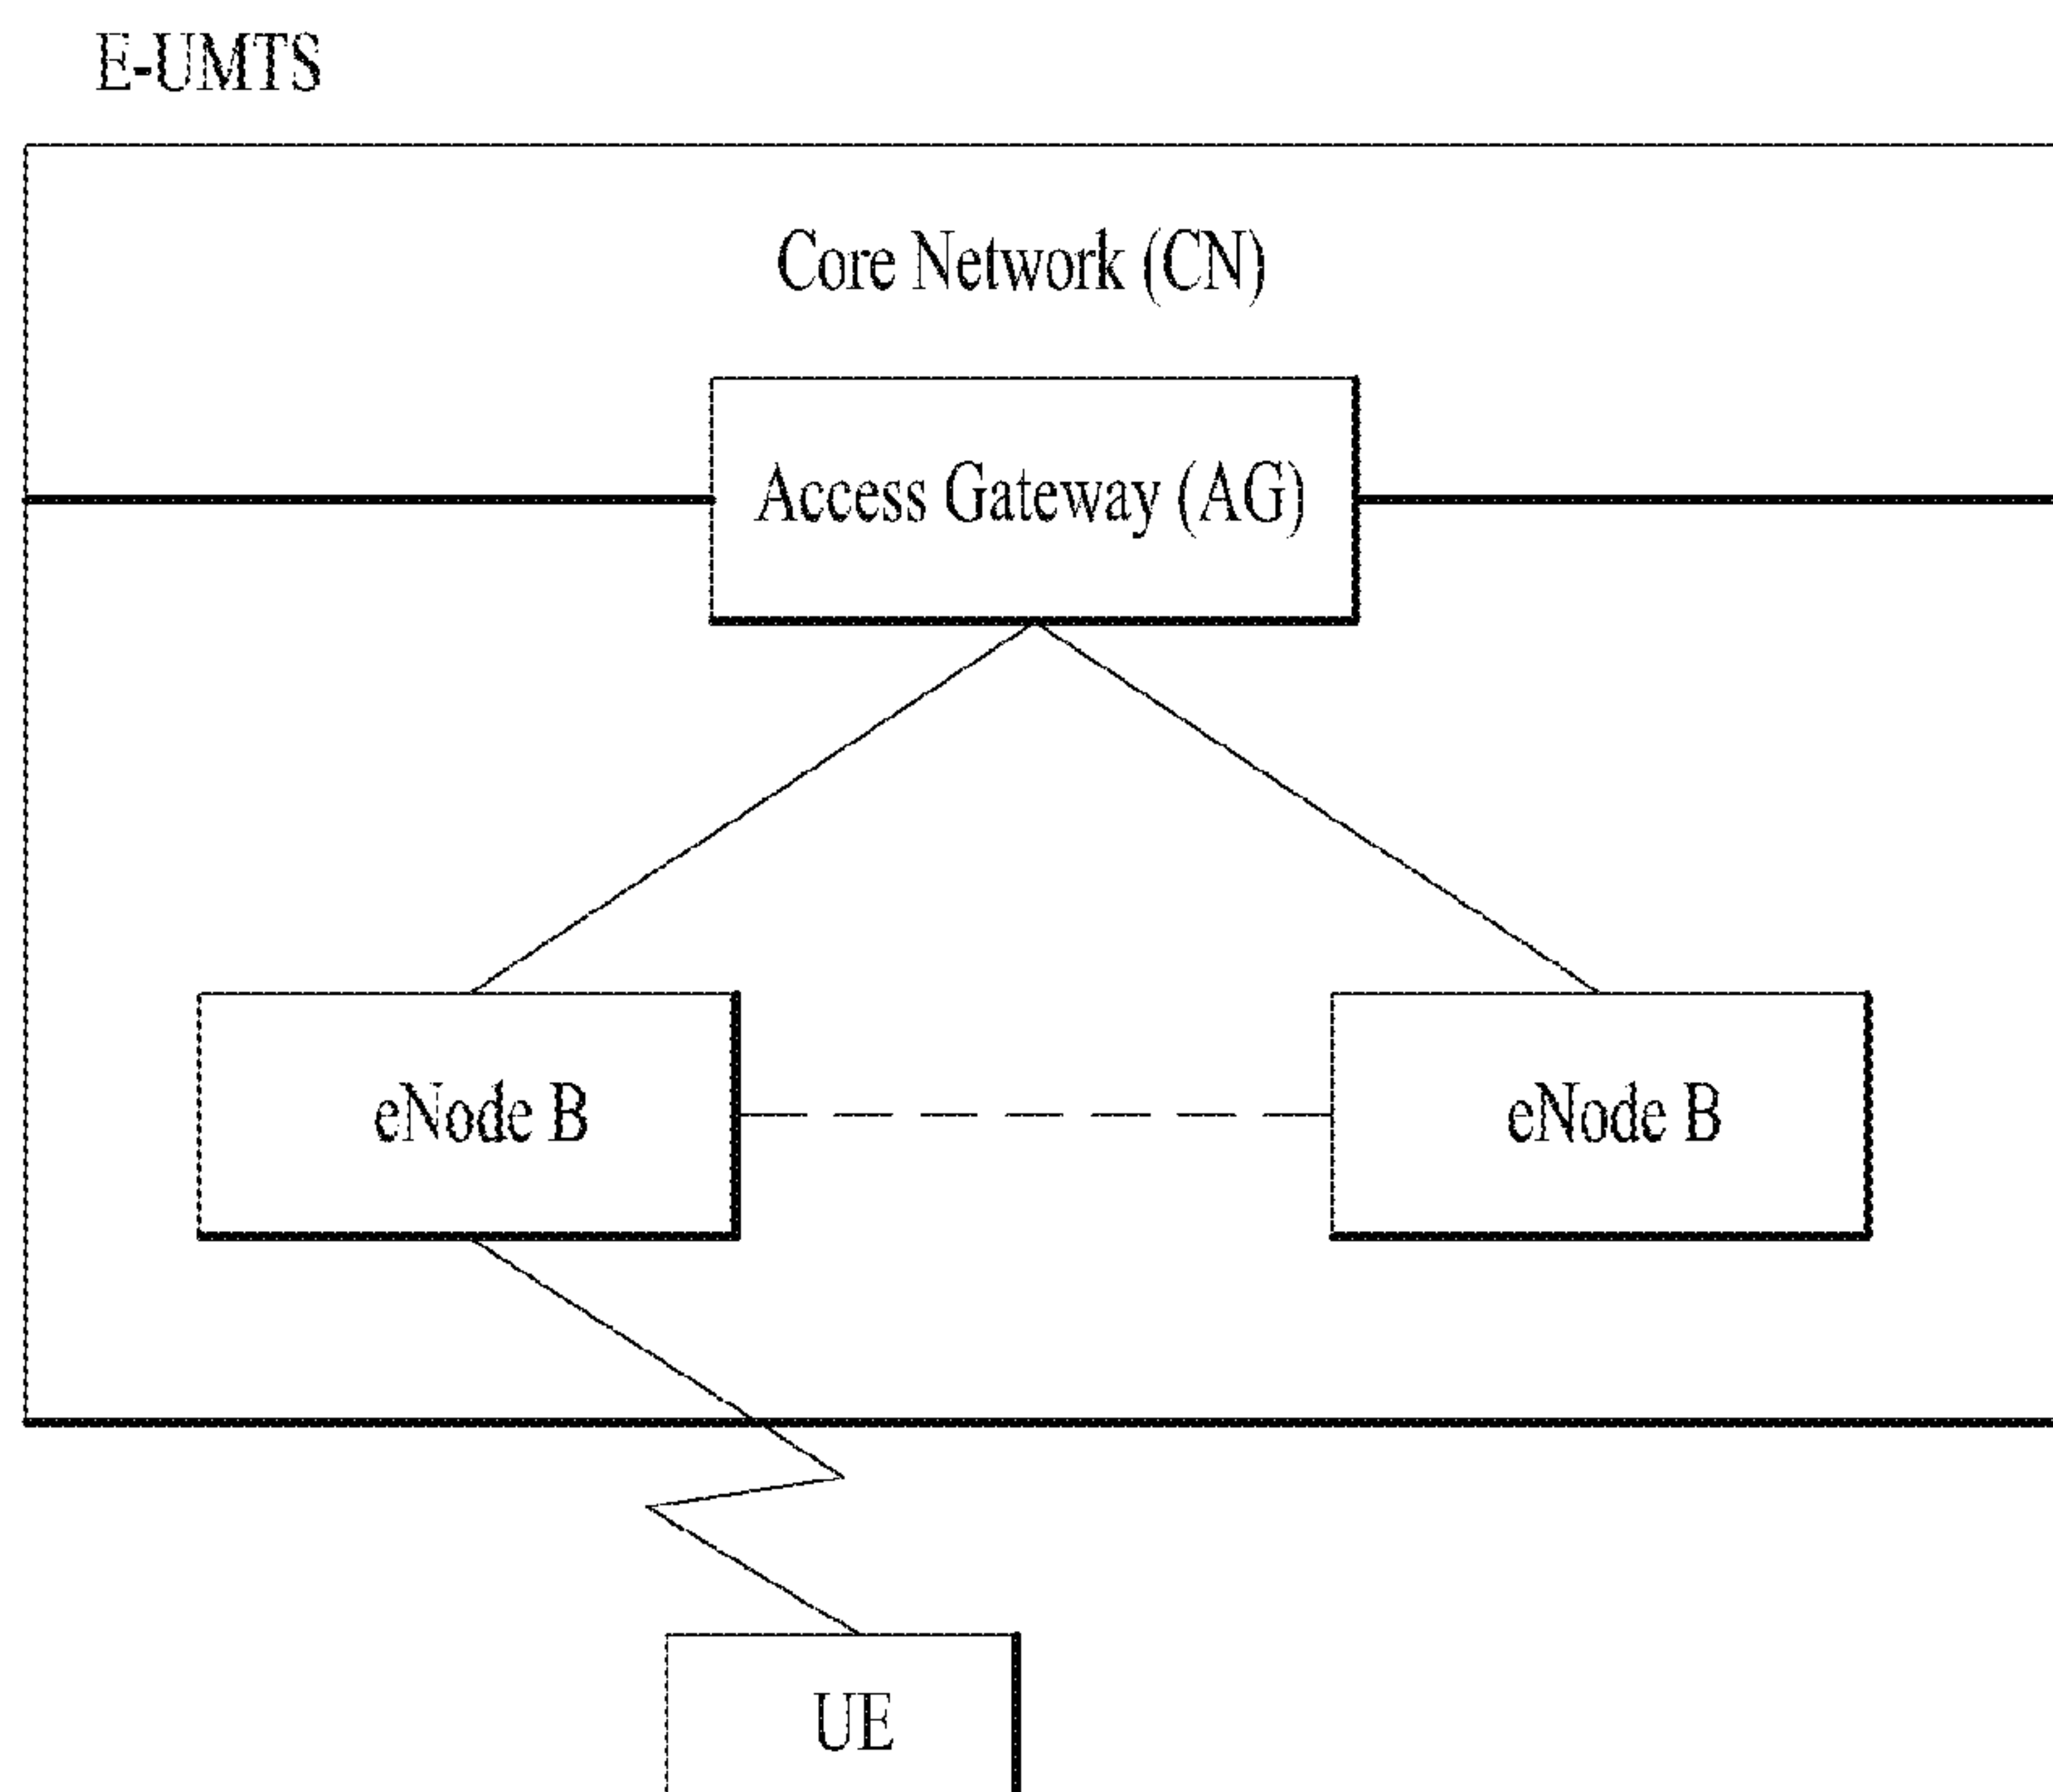 E-UMTS
Core Network (CN)
Access Gateway (AG)
eNode B
eNode B
UE